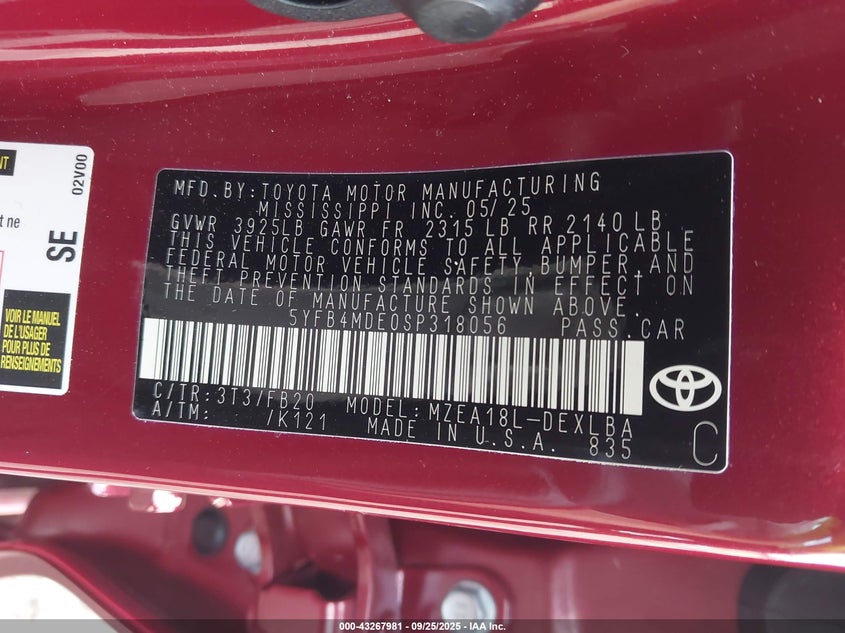 NT
02V00
t ne
SE
VOIR LE MANUEL
DE L'USAGER
POUR PLUS DE
RENSEIGNEMENTS
MFD. BY: TOYOTA MOTOR MANUFACTURING
MISSISSIPPI INC. 05/25
GVWR 3925LB GAWR FR 2315 LB RR 2140 LB
THIS VEHICLE CONFORMS TO ALL APPLICABLE
FEDERAL MOTOR VEHICLE SAFETY, BUMPER, AND
THEFT PREVENTION STANDARDS IN EFFECT ON
THE DATE OF MANUFACTURE SHOWN ABOVE.
5YFB4MDE0SP318056 PASS.CAR
C/TR: 3T3/FB20 MODEL: MZEA18L-DEXLBA
A/TM: /K121 MADE IN U.S.A. 835
C
000-43267981 - 09/25/2025 - IAA Inc.